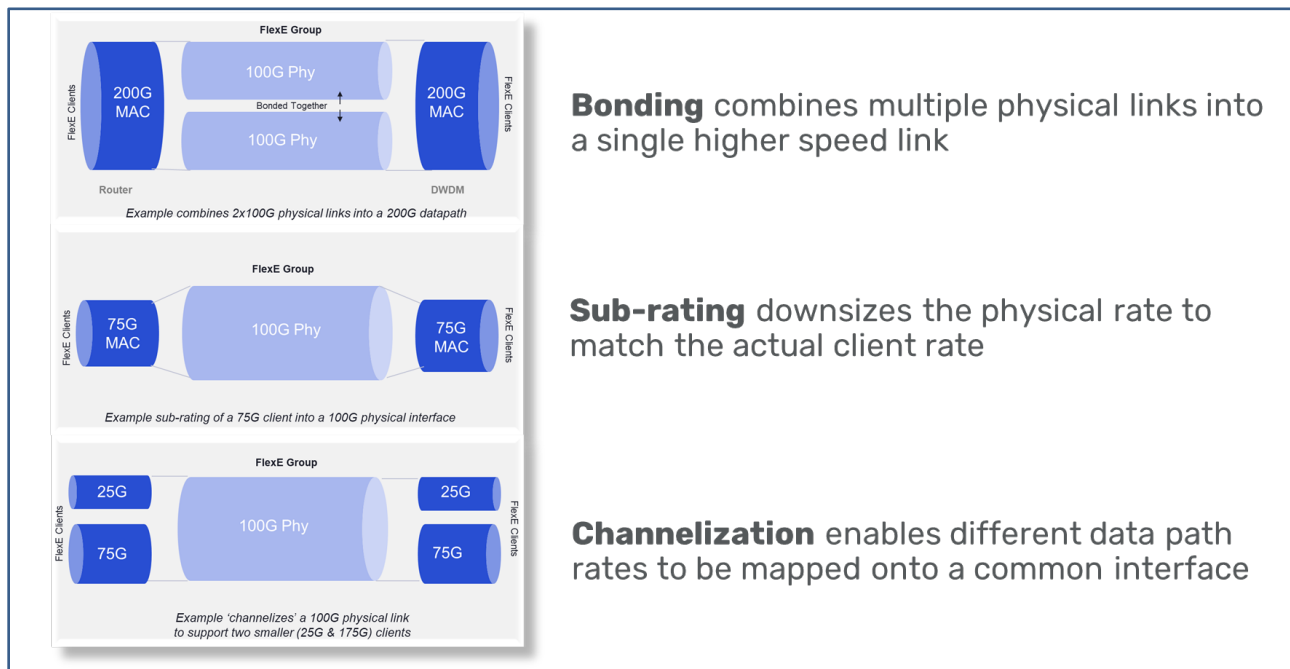 FlexE Group
FlexE Clients
200G
MAC
100G Phy
Bonded Together
100G Phy
200G
MAC
FlexE Clients
Router
DWDM
Example combines 2x100G physical links into a 200G datapath
Bonding combines multiple physical links into
a single higher speed link
FlexE Group
FlexE Clients
75G
MAC
100G Phy
75G
MAC
FlexE Clients
Example sub-rating of a 75G client into a 100G physical interface
Sub-rating downsizes the physical rate to
match the actual client rate
FlexE Group
FlexE Clients
25G
75G
100G Phy
25G
75G
FlexE Clients
Example ‘channelizes’ a 100G physical link
to support two smaller (25G & 175G) clients
Channelization enables different data path
rates to be mapped onto a common interface